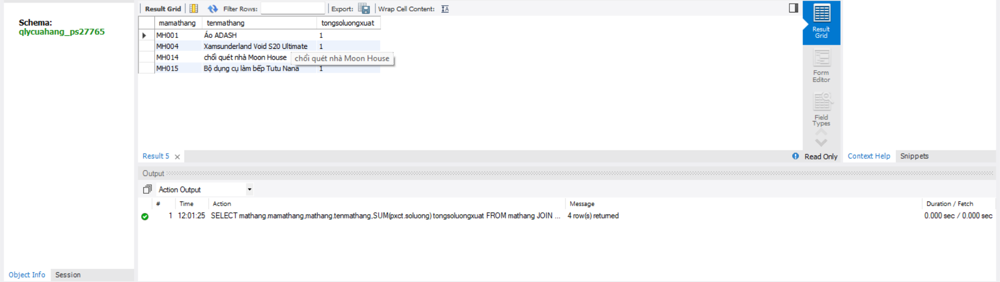 Schema:
qlycuahang_ps27765
Result Grid Filter Rows: Export: Wrap Cell Content:
mamathang tenmathang tongsoluongxuat
MH001 Áo ADASH 1
MH004 Xamsunderland Void S20 Ultimate 1
MH014 chổi quét nhà Moon House
chổi quét nhà Moon House
MH015 Bộ dụng cụ làm bếp Tutu Nana 1
Result
Grid
Form
Editor
Field
Types
Result 5
Read Only
Context Help Snippets
Output
Action Output
# Time Action Message Duration / Fetch
1 12:01:25 SELECT mathang.mamathang,mathang.tenmathang,SUM(pxct.soluong) tongsoluongxuat FROM mathang JOIN ... 4 row(s) returned 0.000 sec / 0.000 sec
Object Info Session